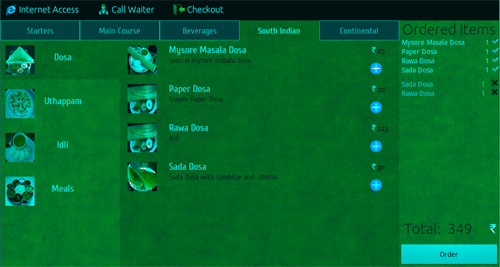 Internet Access Call Waiter Checkout
Starters Main Course Beverages South Indian Continental
Ordered Items
Dosa
Uthappam
Idli
Meals
Mysore Masala Dosa ₹ 23
Special mysore masala dosa.
Paper Dosa ₹ 20
Simple Paper Dosa.
Rawa Dosa ₹ 123
asd
Sada Dosa ₹ 30
Sada Dosa with sambhar and
Mysore Masala Dosa 1
Paper Dosa 1
Rawa Dosa 1
Sada Dosa 1
Sada Dosa 1
Rawa Dosa 1
Total: 349 ₹
Order